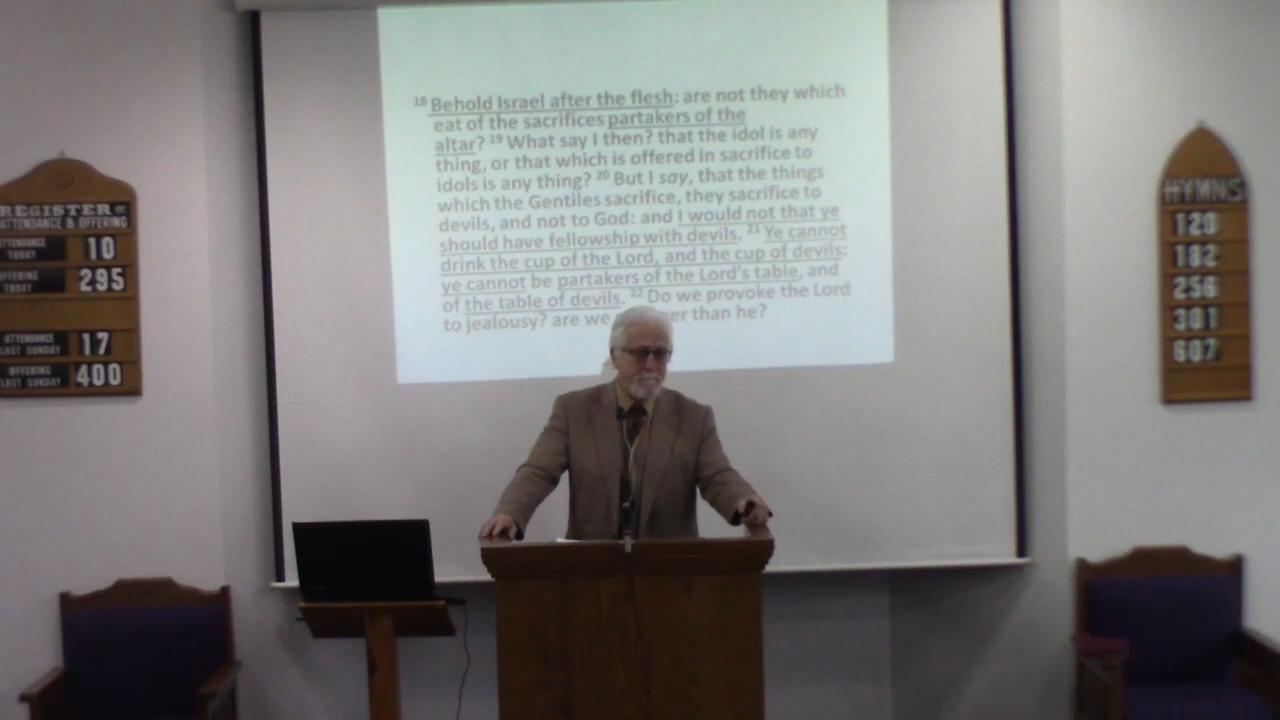 18 Behold Israel after the flesh: are not they which
eat of the sacrifices partakers of the
altar? 19 What say I then? that the idol is any
thing, or that which is offered in sacrifice to
idols is any thing? 20 But I say, that the things
which the Gentiles sacrifice, they sacrifice to
devils, and not to God: and I would not that ye
should have fellowship with devils. 21 Ye cannot
drink the cup of the Lord, and the cup of devils:
ye cannot be partakers of the Lord's table, and
of the table of devils. 22 Do we provoke the Lord
to jealousy? are we er than he?
REGISTER OF
ATTENDANCE & OFFERING
ATTENDANCE
TODAY 10
OFFERING
TODAY 295
ATTENDANCE
LAST SUNDAY 17
OFFERING
LAST SUNDAY 400
HYMNS
120
182
256
301
607